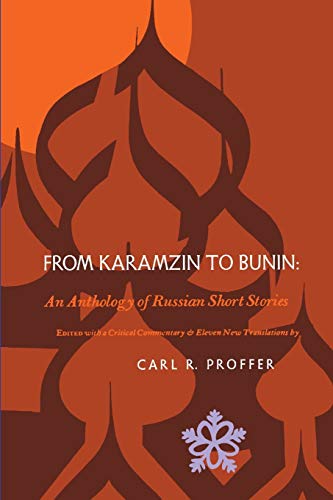 FROM KARAMZIN TO BUNIN:
An Anthology of Russian Short Stories
EDITED with a Critical Commentary & Eleven New Translations by
CARL R. PROFFER